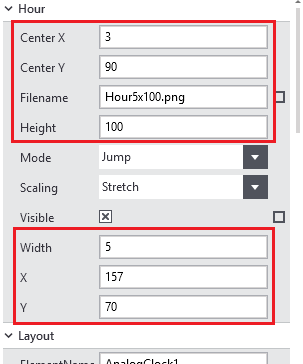 Hour
Center X 3
Center Y 90
Filename Hour5x100.png
Height 100
Mode Jump
Scaling Stretch
Visible
Width 5
X 157
Y 70
Layout
ElementName AnalogClock1